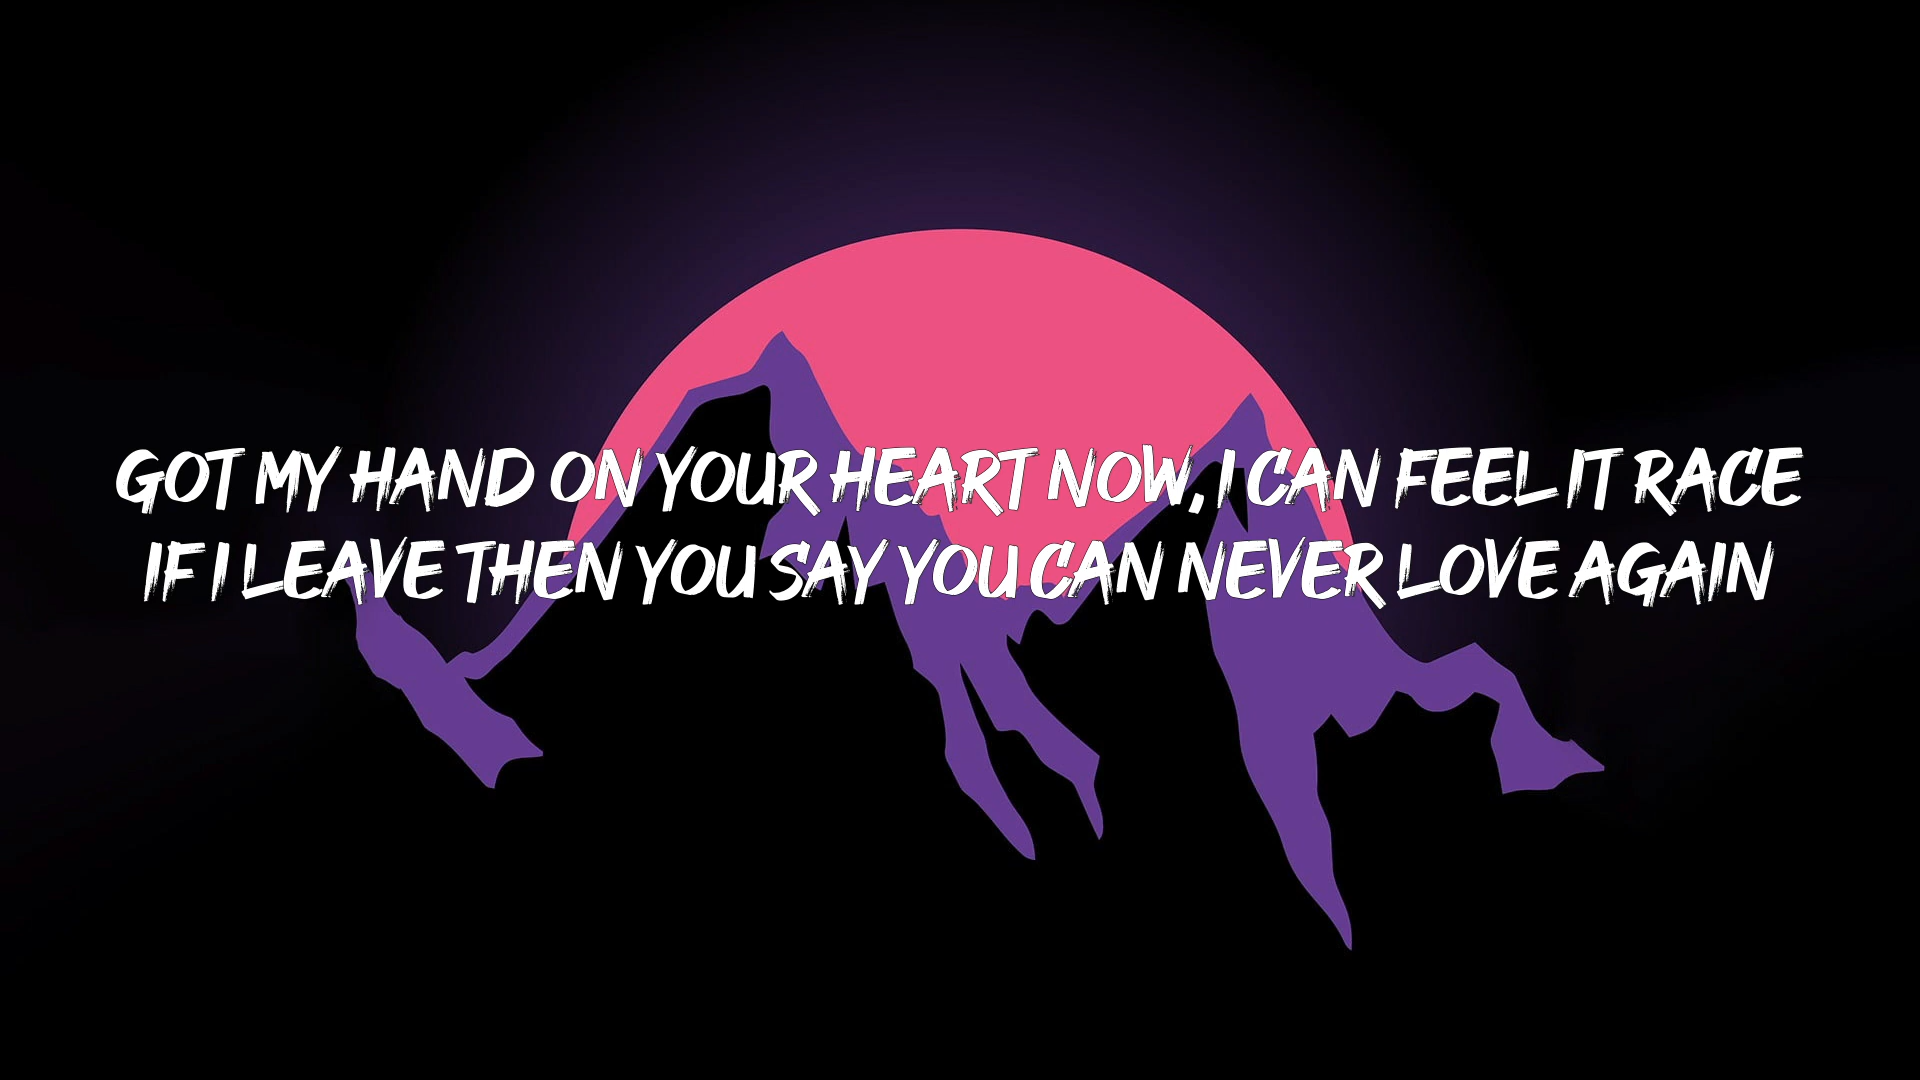 GOT MY HAND ON YOUR HEART NOW, I CAN FEEL IT RACE
IF I LEAVE THEN YOU SAY YOU CAN NEVER LOVE AGAIN